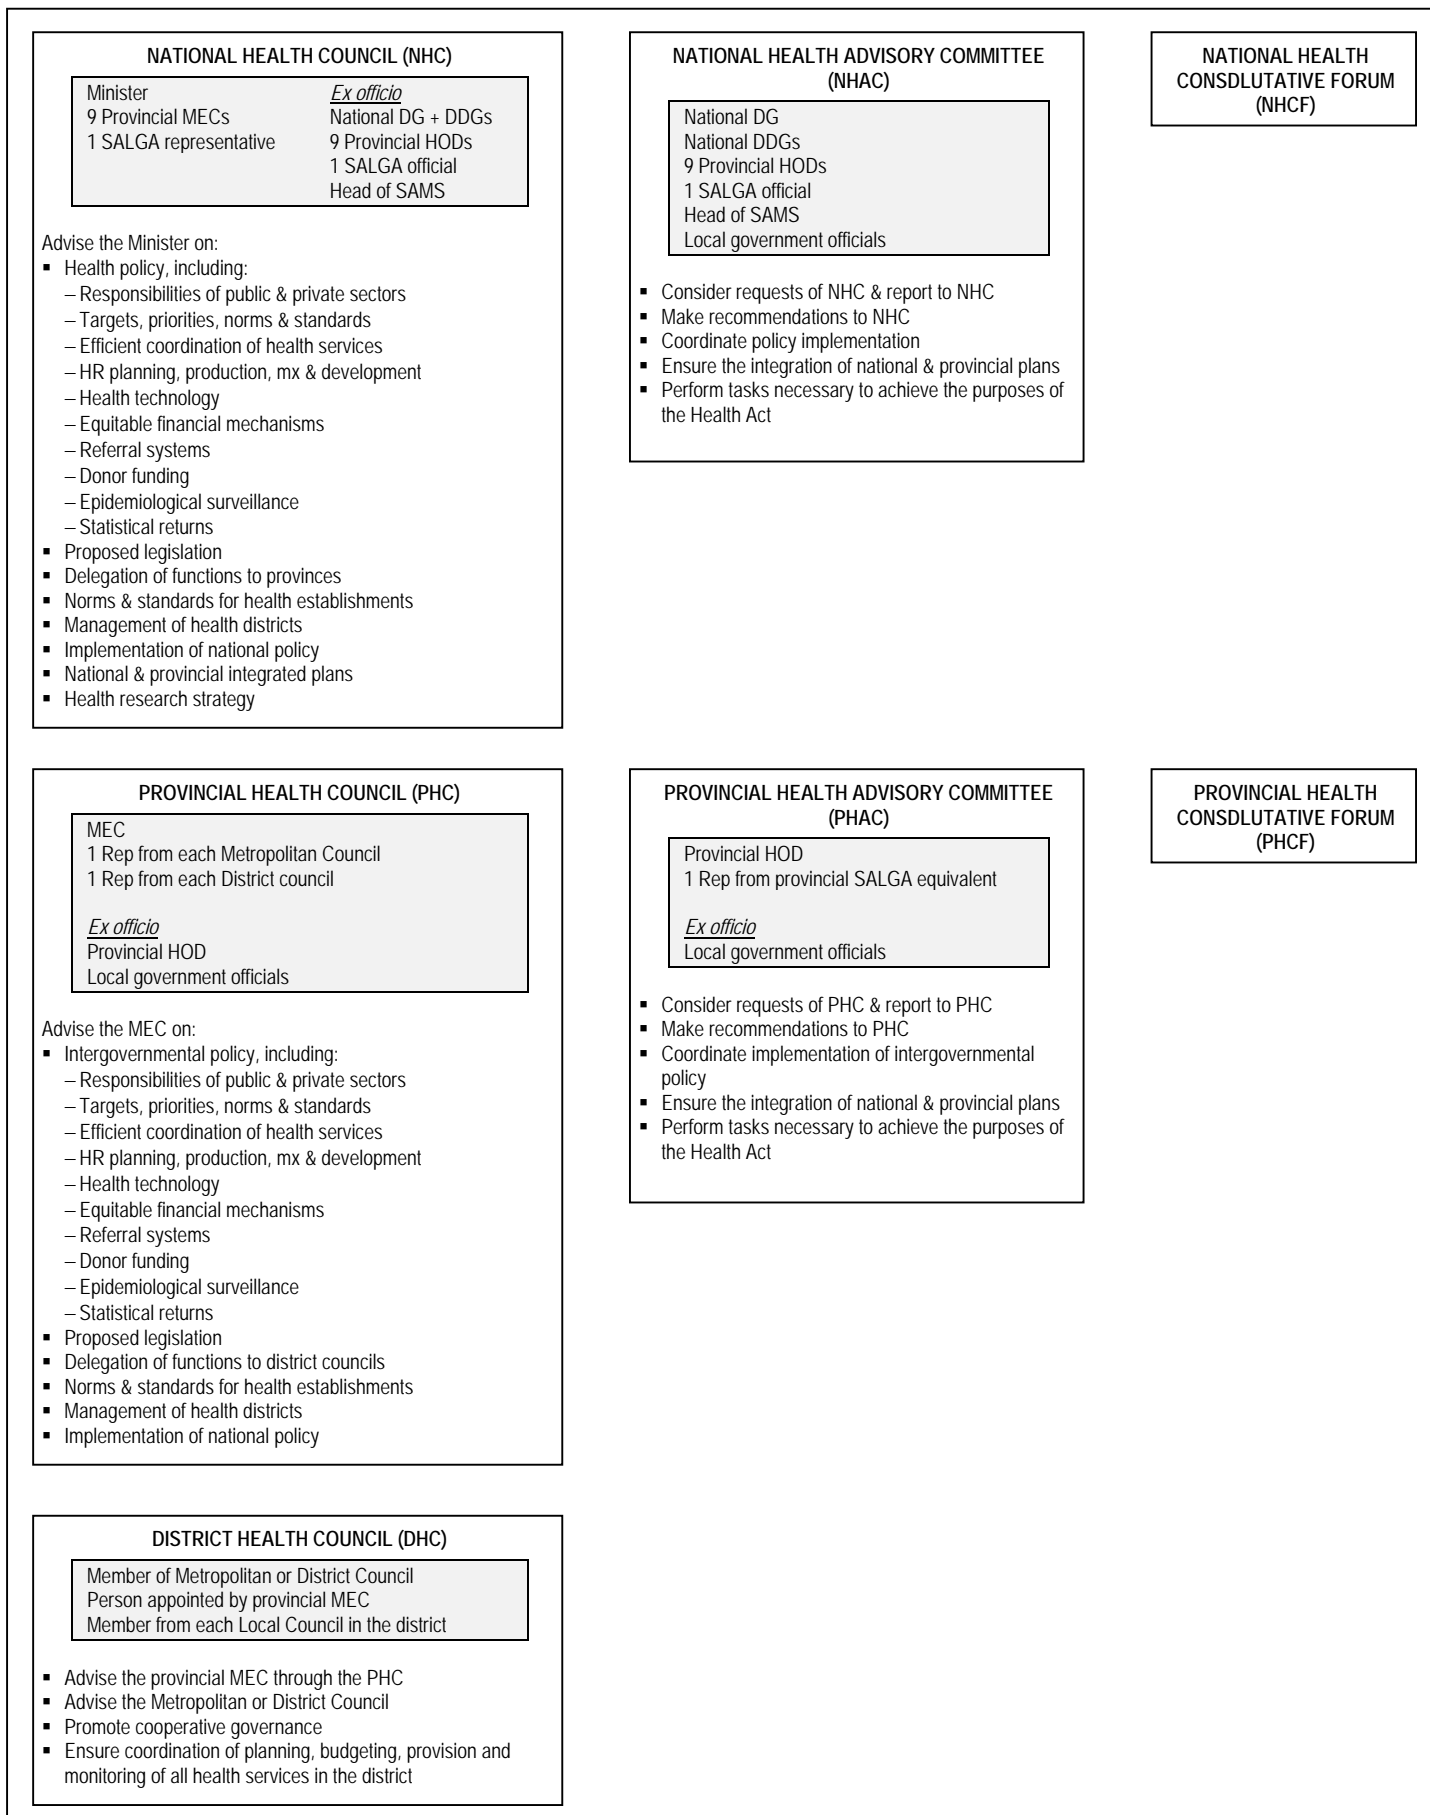 NATIONAL HEALTH COUNCIL (NHC)
Minister
9 Provincial MECs
1 SALGA representative
Ex officio
National DG + DDGs
9 Provincial HODs
1 SALGA official
Head of SAMS
Advise the Minister on:
▪ Health policy, including:
– Responsibilities of public & private sectors
– Targets, priorities, norms & standards
– Efficient coordination of health services
– HR planning, production, mx & development
– Health technology
– Equitable financial mechanisms
– Referral systems
– Donor funding
– Epidemiological surveillance
– Statistical returns
▪ Proposed legislation
▪ Delegation of functions to provinces
▪ Norms & standards for health establishments
▪ Management of health districts
▪ Implementation of national policy
▪ National & provincial integrated plans
▪ Health research strategy
NATIONAL HEALTH ADVISORY COMMITTEE
(NHAC)
National DG
National DDGs
9 Provincial HODs
1 SALGA official
Head of SAMS
Local government officials
▪ Consider requests of NHC & report to NHC
▪ Make recommendations to NHC
▪ Coordinate policy implementation
▪ Ensure the integration of national & provincial plans
▪ Perform tasks necessary to achieve the purposes of
the Health Act
NATIONAL HEALTH
CONSDLUTATIVE FORUM
(NHCF)
PROVINCIAL HEALTH COUNCIL (PHC)
MEC
1 Rep from each Metropolitan Council
1 Rep from each District council
Ex officio
Provincial HOD
Local government officials
Advise the MEC on:
▪ Intergovernmental policy, including:
– Responsibilities of public & private sectors
– Targets, priorities, norms & standards
– Efficient coordination of health services
– HR planning, production, mx & development
– Health technology
– Equitable financial mechanisms
– Referral systems
– Donor funding
– Epidemiological surveillance
– Statistical returns
▪ Proposed legislation
▪ Delegation of functions to district councils
▪ Norms & standards for health establishments
▪ Management of health districts
▪ Implementation of national policy
PROVINCIAL HEALTH ADVISORY COMMITTEE
(PHAC)
Provincial HOD
1 Rep from provincial SALGA equivalent
Ex officio
Local government officials
▪ Consider requests of PHC & report to PHC
▪ Make recommendations to PHC
▪ Coordinate implementation of intergovernmental
policy
▪ Ensure the integration of national & provincial plans
▪ Perform tasks necessary to achieve the purposes of
the Health Act
PROVINCIAL HEALTH
CONSDLUTATIVE FORUM
(PHCF)
DISTRICT HEALTH COUNCIL (DHC)
Member of Metropolitan or District Council
Person appointed by provincial MEC
Member from each Local Council in the district
▪ Advise the provincial MEC through the PHC
▪ Advise the Metropolitan or District Council
▪ Promote cooperative governance
▪ Ensure coordination of planning, budgeting, provision and
monitoring of all health services in the district